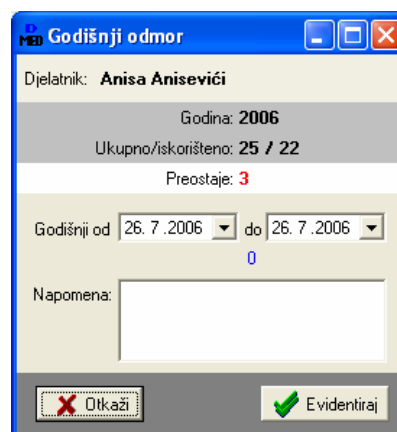 D
MED Godišnji odmor
Djelatnik: Anisa Anisevići
Godina: 2006
Ukupno/iskorišteno: 25 / 22
Preostaje: 3
Godišnji od 26. 7 .2006 do 26. 7 .2006
0
Napomena:
Otkaži Evidentiraj